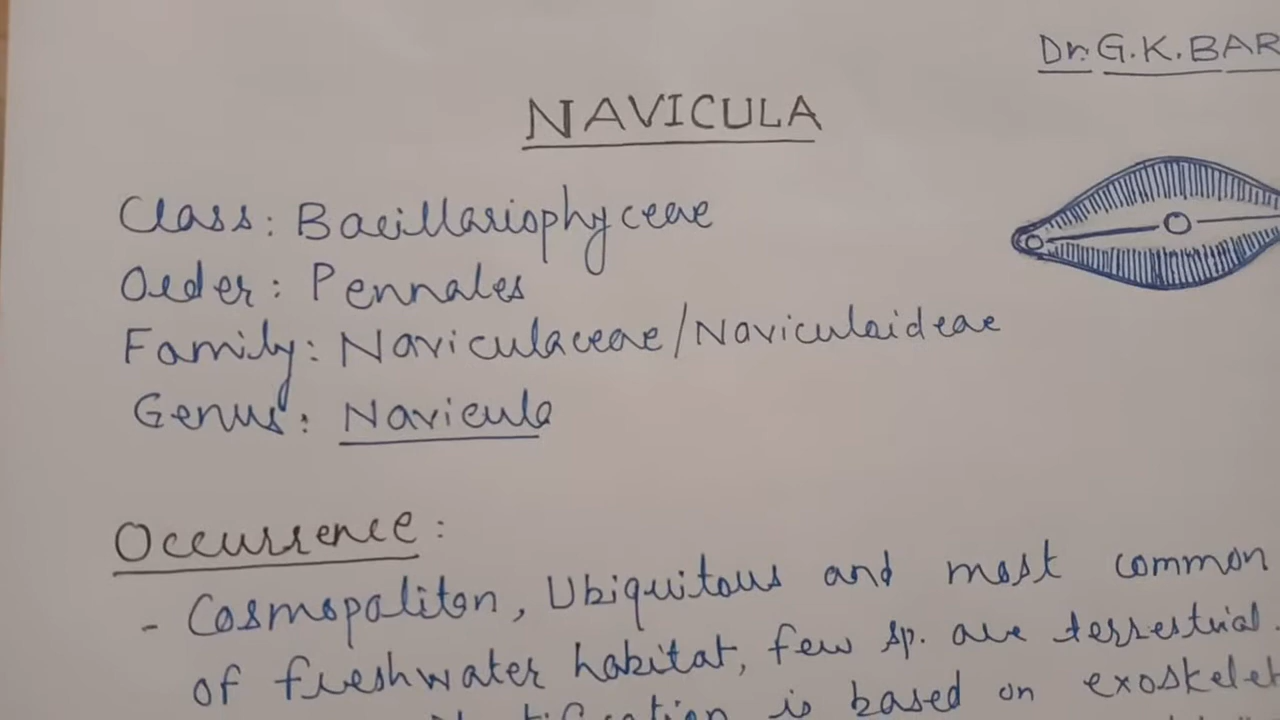 Dr. G.K. BAR
NAVICULA
Class: Bacillariophyceae
Order: Pennales
Family: Naviculaceae/Naviculoideae
Genus: Navicula
Occurrence:
- Cosmopoliton, Ubiquitous and most common
of freshwater habitat, few sp. are terrestrial.
is based on exoskelet